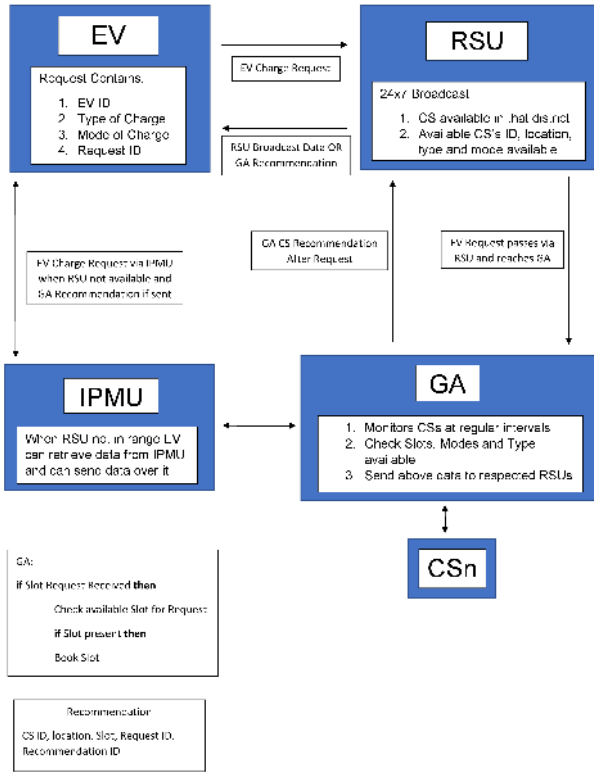 EV
Request Contains:
1. EV ID
2. Type of Charge
3. Mode of Charge
4. Request ID
EV Charge Request
RSU Broadcast Data OR
GA Recommendation
RSU
24x7 Broadcast
1. CS available in that district
2. Available CS's ID, location,
type and mode available
EV Charge Request via IPMU
when RSU not available and
GA Recommendation if sent
GA CS Recommendation
After Request
EV Request passes via
RSU and reaches GA
IPMU
When RSU not in range EV
can retrieve data from IPMU
and can send data over it
GA
1. Monitors CSs at regular intervals
2. Check Slots, Modes and Type
available
3. Send above data to respected RSUs
CSn
GA:
if Slot Request Received then
Check available Slot for Request
if Slot present then
Book Slot
Recommendation
CS ID, location, Slot, Request ID,
Recommendation ID